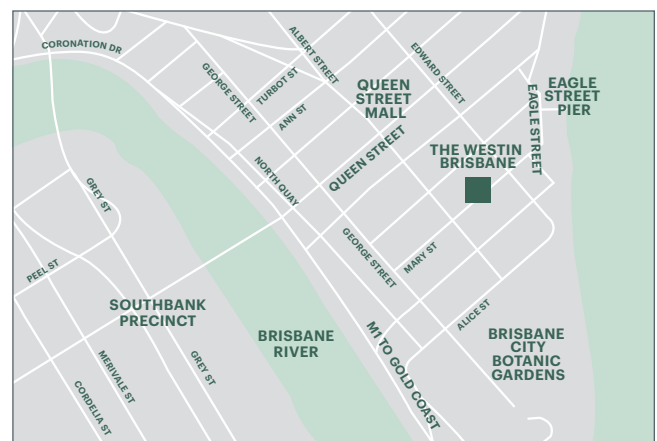 CORONATION DR
ALBERT STREET
EDWARD STREET
GEORGE STREET
TURBOT ST
ANN ST
QUEEN
STREET
MALL
EAGLE
STREET
PIER
EAGLE STREET
THE WESTIN
BRISBANE
QUEEN STREET
NORTH QUAY
GREY ST
GEORGE STREET
MARY ST
PEEL ST
SOUTHBANK
PRECINCT
BRISBANE
RIVER
ALICE ST
M1 TO GOLD COAST
BRISBANE
CITY
BOTANIC
GARDENS
MERIVALE ST
GREY ST
CORDELIA ST